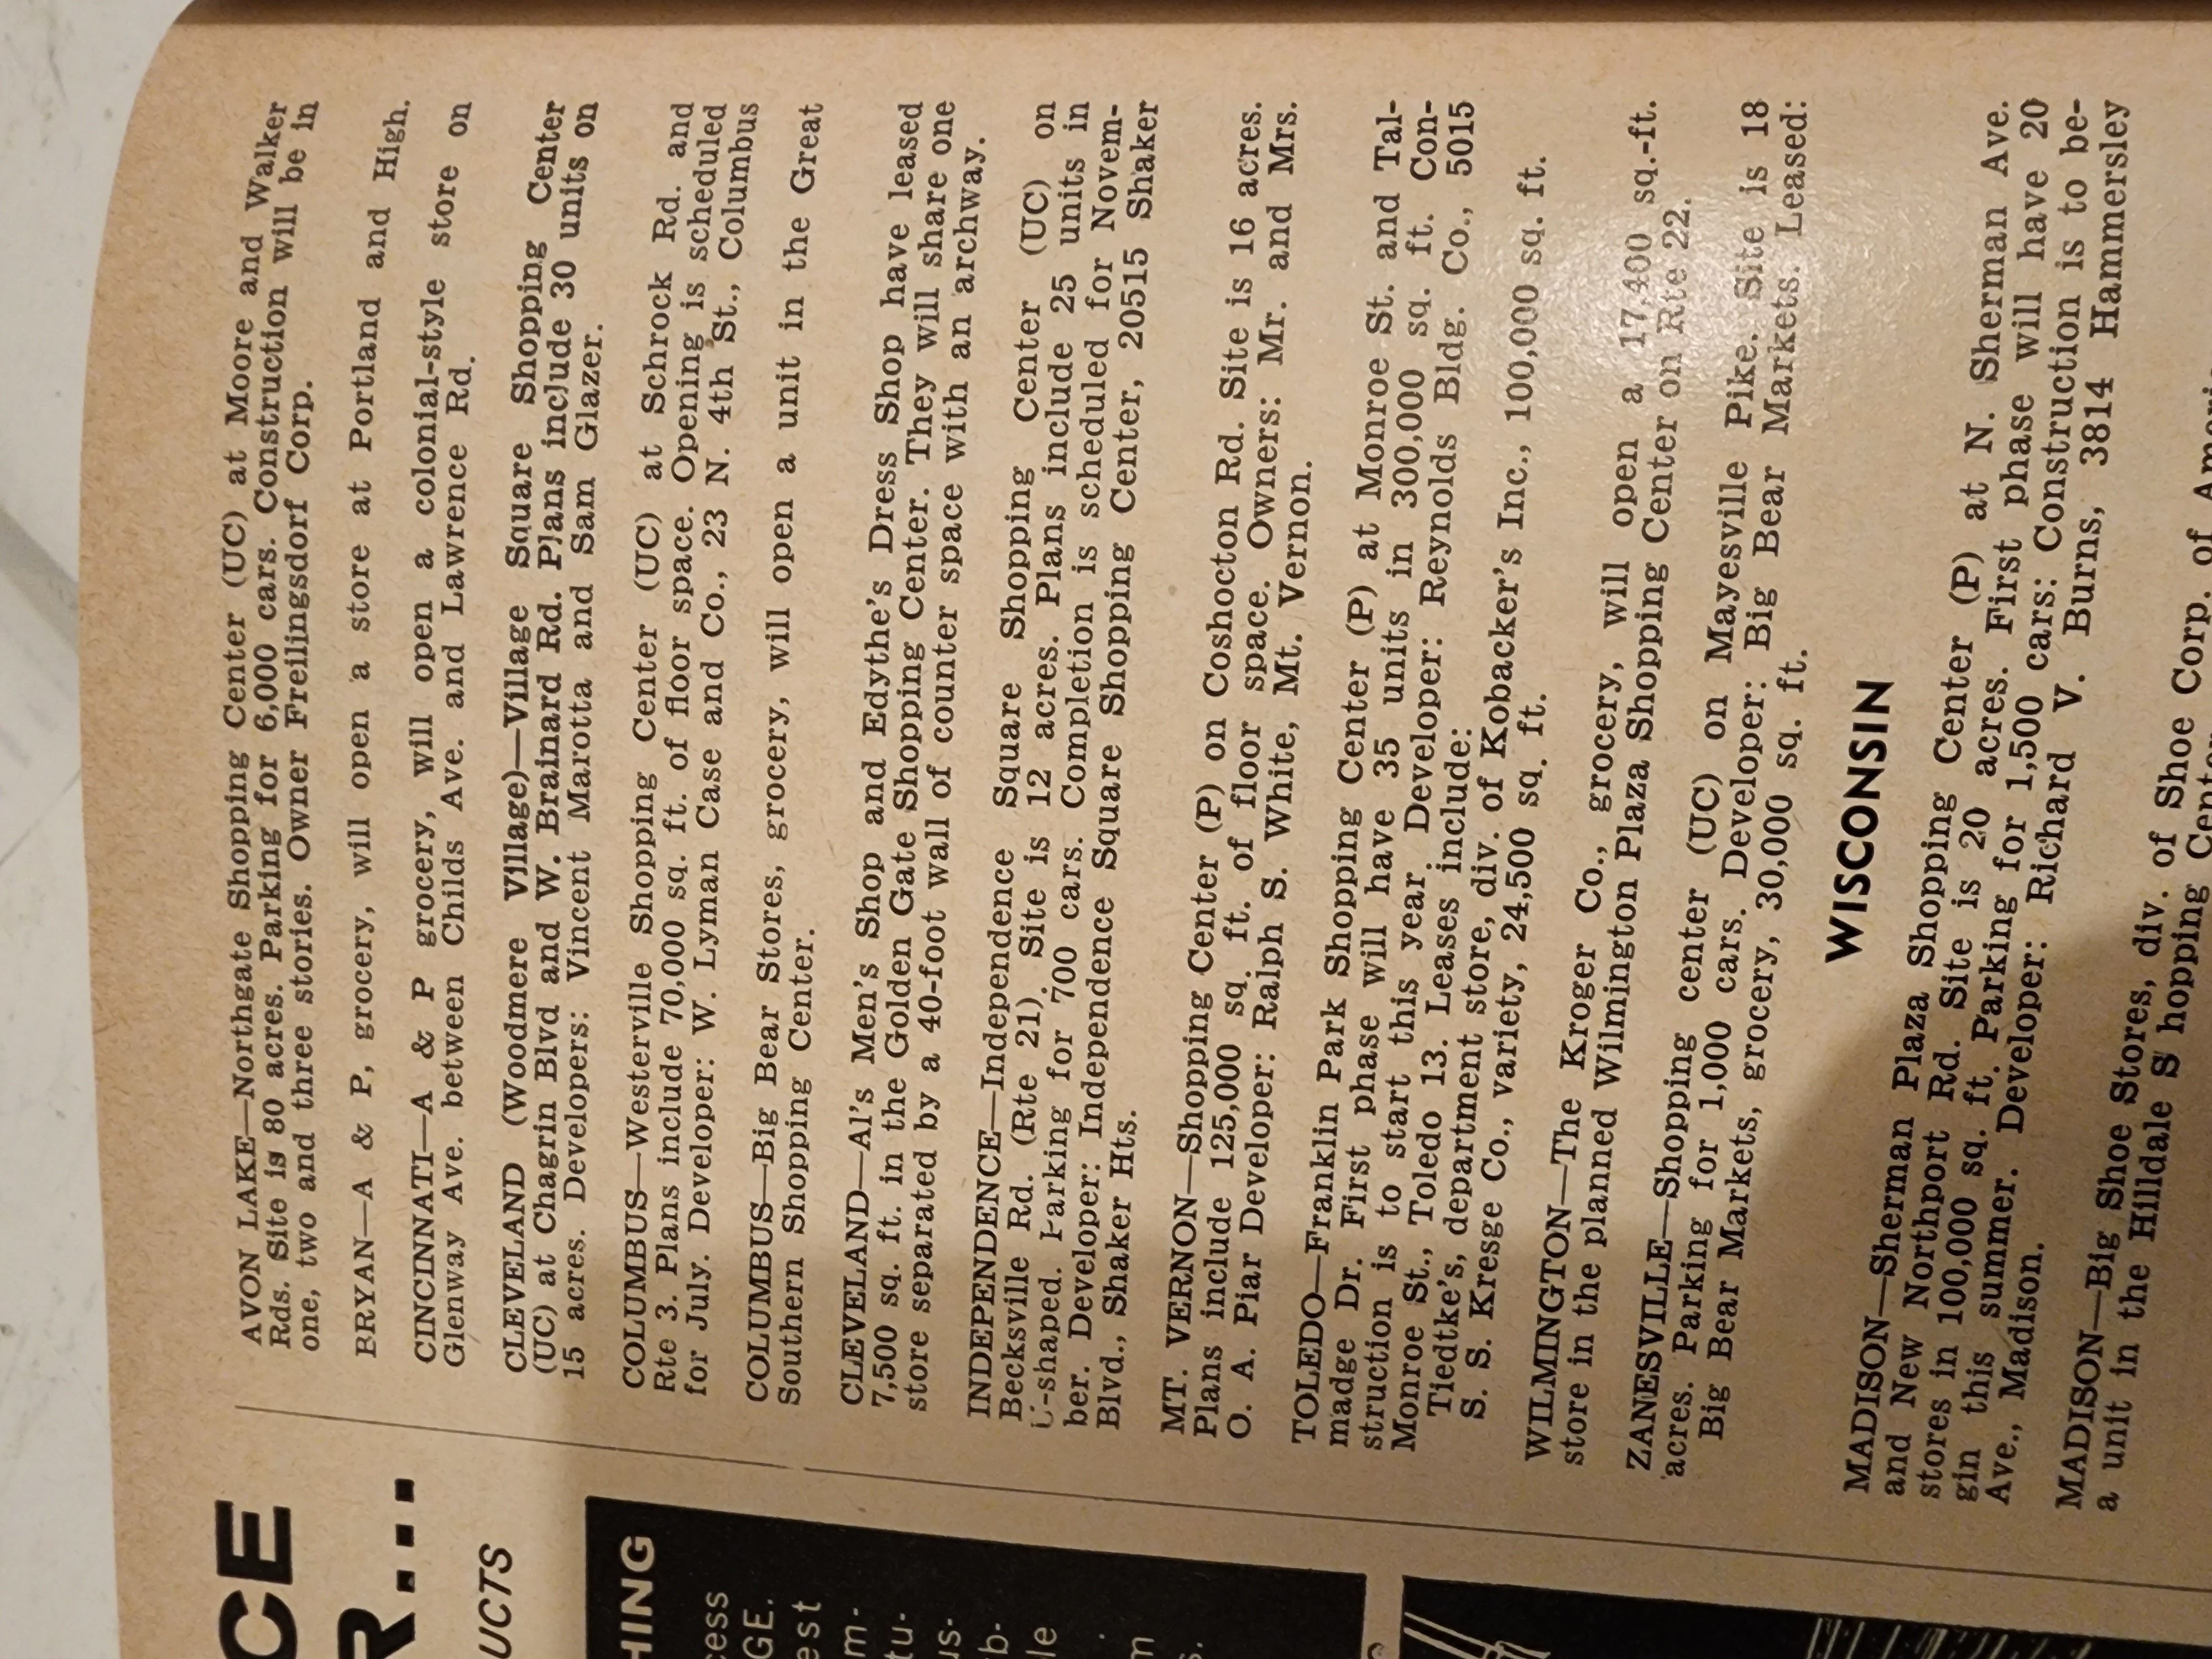 AVON LAKE—Northgate Shopping Center (UC) at Moore and Walker
Rds. Site is 80 acres. Parking for 6,000 cars. Construction will be in
one, two and three stories. Owner Freilingsdorf Corp.
BRYAN—A & P, grocery, will open a store at Portland and High.
CINCINNATI—A & P grocery, will open a colonial-style store on
Glenway Ave. between Childs Ave. and Lawrence Rd.
CLEVELAND (Woodmere Village)—Village Square Shopping Center
(UC) at Chagrin Blvd and W. Brainard Rd. Plans include 30 units on
15 acres. Developers: Vincent Marotta and Sam Glazer.
COLUMBUS—Westerville Shopping Center (UC) at Schrock Rd. and
Rte 3. Plans include 70,000 sq. ft. of floor space. Opening is scheduled
for July. Developer: W. Lyman Case and Co., 23 N. 4th St., Columbus
COLUMBUS—Big Bear Stores, grocery, will open a unit in the Great
Southern Shopping Center.
CLEVELAND—Al's Men's Shop and Edythe's Dress Shop have leased
7,500 sq. ft. in the Golden Gate Shopping Center. They will share one
store separated by a 40-foot wall of counter space with an archway.
INDEPENDENCE—Independence Square Shopping Center (UC) on
Becksville Rd. (Rte 21). Site is 12 acres. Plans include 25 units in
U-shaped. Parking for 700 cars. Completion is scheduled for Novem-
ber. Developer: Independence Square Shopping Center, 20515 Shaker
Blvd., Shaker Hts.
MT. VERNON—Shopping Center (P) on Coshocton Rd. Site is 16 acres.
Plans include 125,000 sq. ft. of floor space. Owners: Mr. and Mrs.
O. A. Piar Developer: Ralph S. White, Mt. Vernon.
TOLEDO—Franklin Park Shopping Center (P) at Monroe St. and Tal-
madge Dr. First phase will have 35 units in 300,000 sq. ft. Con-
struction is to start this year Developer: Reynolds Bldg. Co., 5015
Monroe St., Toledo 13. Leases include:
Tiedtke's, department store, div. of Kobacker's Inc., 100,000 sq. ft.
S. S. Kresge Co., variety, 24,500 sq. ft.
WILMINGTON—The Kroger Co., grocery, will open a 17,400 sq.-ft.
store in the planned Wilmington Plaza Shopping Center on Rte 22.
ZANESVILLE—Shopping center (UC) on Mayesville Pike. Site is 18
acres. Parking for 1,000 cars. Developer: Big Bear Markets. Leased:
Big Bear Markets, grocery, 30,000 sq. ft.
WISCONSIN
MADISON—Sherman Plaza Shopping Center (P) at N. Sherman Ave.
and New Northport Rd. Site is 20 acres. First phase will have 20
stores in 100,000 sq. ft. Parking for 1,500 cars: Construction is to be-
gin this summer. Developer: Richard V. Burns, 3814 Hammersley
Ave., Madison.
MADISON—Big Shoe Stores, div. of Shoe Corp. of
a unit in the Hilldale S hopping
CE
R...
UCTS
HING
cess
GE.
est
m-
tu-
us-
b-
le
m
s.